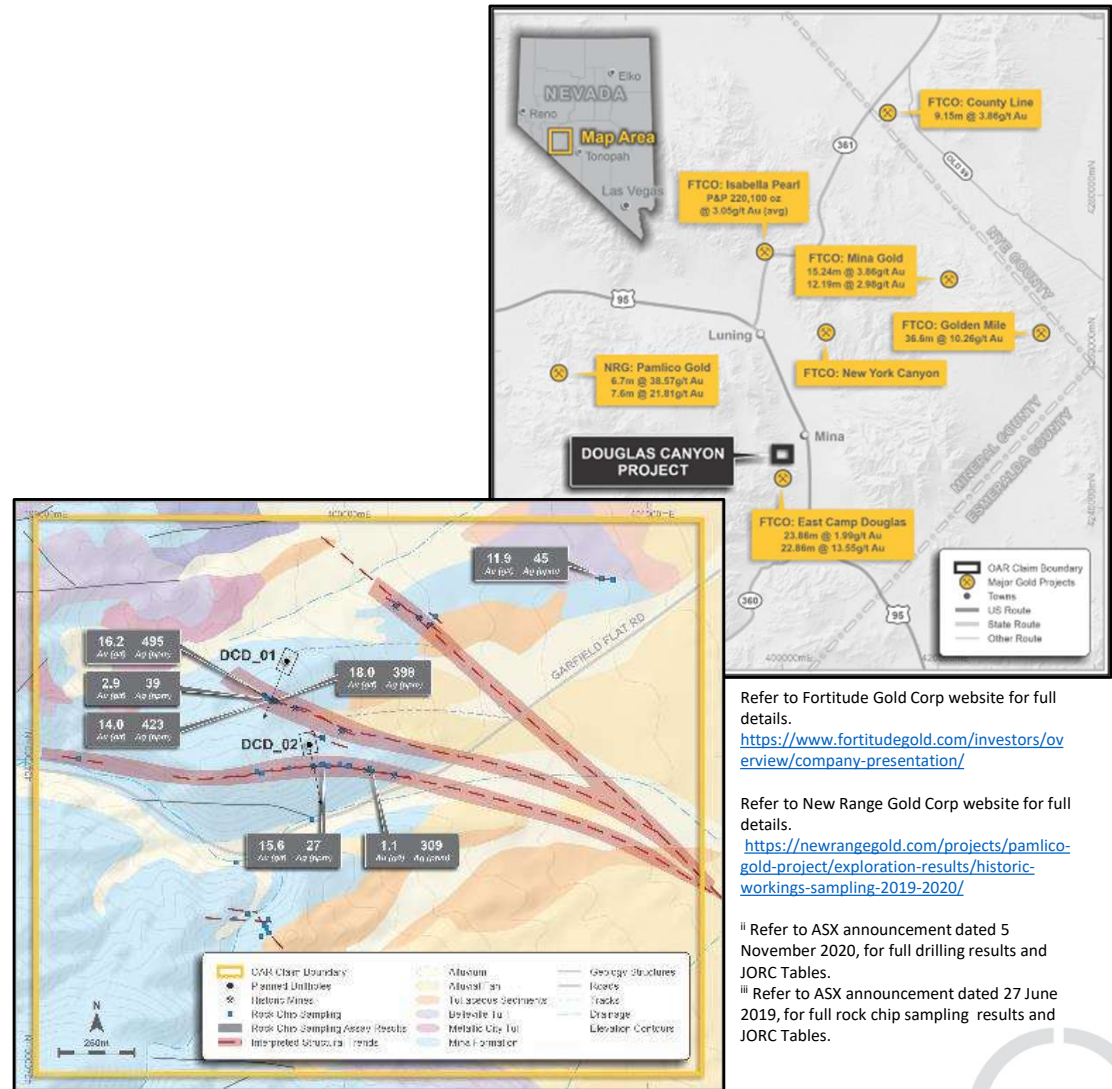 NEVADA
Elko
Reno
Map Area
Tonopah
Las Vegas
FTCO: County Line
9.15m @ 3.86g/t Au
361
OLD 89
FTCO: Isabella Pearl
P&P 220,100 oz
@ 3.05g/t Au (avg)
4280000mN
NYE COUNTY
FTCO: Mina Gold
15.24m @ 3.86g/t Au
12.19m @ 2.98g/t Au
95
Luning
FTCO: Golden Mile
36.6m @ 10.26g/t Au
FTCO: New York Canyon
NRG: Pamlico Gold
6.7m @ 38.57g/t Au
7.6m @ 21.81g/t Au
Mina
DOUGLAS CANYON
PROJECT
MINERAL COUNTY
ESMERALDA COUNTY
FTCO: East Camp Douglas
23.86m @ 1.99g/t Au
22.86m @ 13.55g/t Au
OAR Claim Boundary
Major Gold Projects
Towns
US Route
State Route
Other Route
360
95
400000mE
400000mE
11.9 45
Au (g/t) Ag (ppm)
GARFIELD FLAT RD
16.2 495
Au (g/t) Ag (ppm)
DCD_01
2.9 39
Au (g/t) Ag (ppm)
18.0 398
Au (g/t) Ag (ppm)
14.0 423
Au (g/t) Ag (ppm)
DCD_02
15.6 27
Au (g/t) Ag (ppm)
1.1 309
Au (g/t) Ag (ppm)
OAR Claim Boundary
Planned Drillholes
Historic Mines
Rock Chip Sampling
Rock Chip Sampling Assay Results
Interpreted Structural Trends
Alluvium
Alluvial Fan
Tuffaceous Sediments
Belleville Tuff
Metallic City Tuf
Mina Formation
Geology Structures
Roads
Tracks
Drainage
Elevation Contours
N
260m
Refer to Fortitude Gold Corp website for full
details.
https://www.fortitudegold.com/investors/ov
erview/company-presentation/
Refer to New Range Gold Corp website for full
details.
https://newrangegold.com/projects/pamlico-
gold-project/exploration-results/historic-
workings-sampling-2019-2020/
ii Refer to ASX announcement dated 5
November 2020, for full drilling results and
JORC Tables.
iii Refer to ASX announcement dated 27 June
2019, for full rock chip sampling results and
JORC Tables.